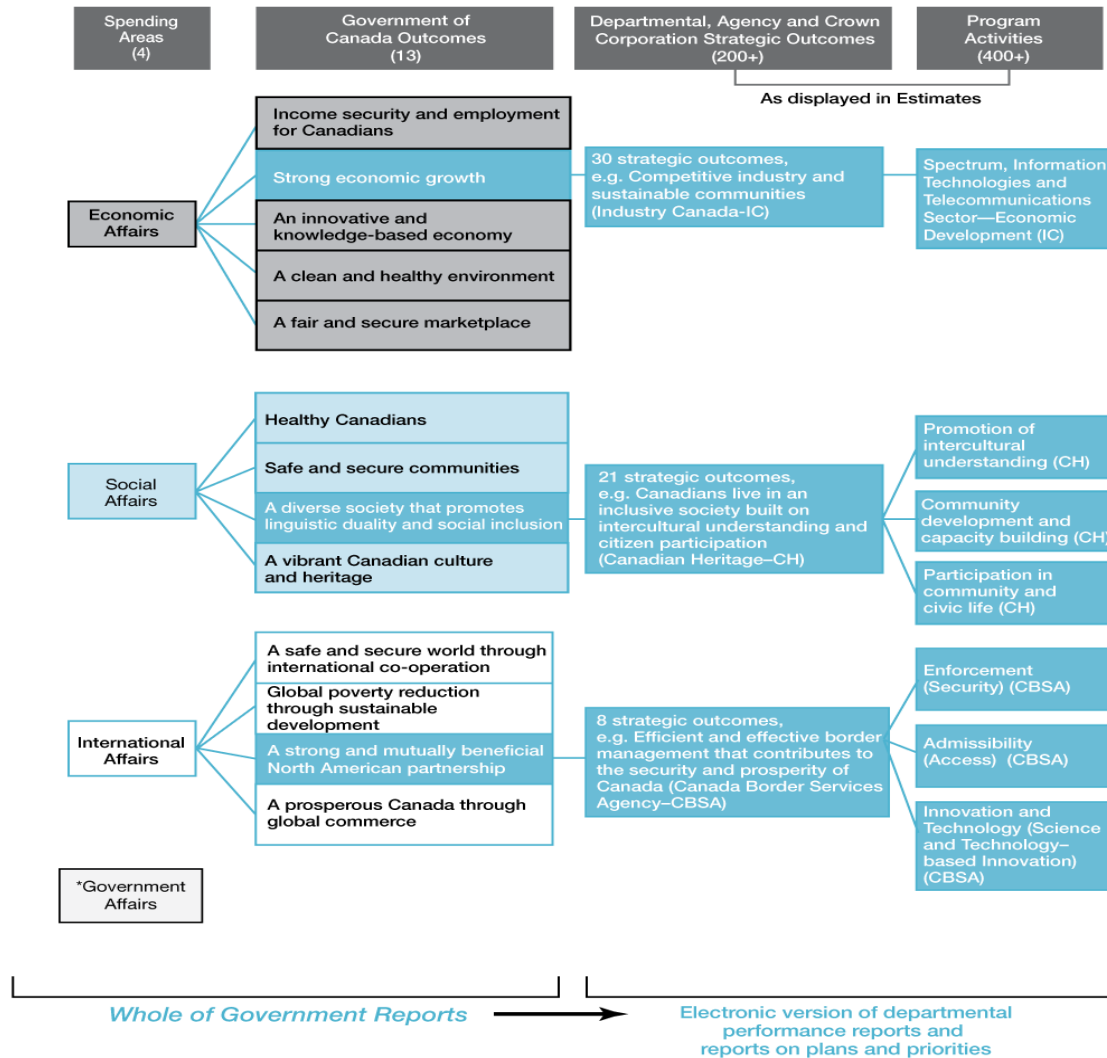 Spending
Areas
(4)
Government of
Canada Outcomes
(13)
Departmental, Agency and Crown
Corporation Strategic Outcomes
(200+)
Program
Activities
(400+)
As displayed in Estimates
Economic
Affairs
Income security and employment
for Canadians
Strong economic growth
An innovative and
knowledge-based economy
A clean and healthy environment
A fair and secure marketplace
30 strategic outcomes,
e.g. Competitive industry and
sustainable communities
(Industry Canada-IC)
Spectrum, Information
Technologies and
Telecommunications
Sector—Economic
Development (IC)
Social
Affairs
Healthy Canadians
Safe and secure communities
A diverse society that promotes
linguistic duality and social inclusion
A vibrant Canadian culture
and heritage
21 strategic outcomes,
e.g. Canadians live in an
inclusive society built on
intercultural understanding and
citizen participation
(Canadian Heritage–CH)
Promotion of
intercultural
understanding (CH)
Community
development and
capacity building (CH)
Participation in
community and
civic life (CH)
International
Affairs
A safe and secure world through
international co-operation
Global poverty reduction
through sustainable
development
A strong and mutually beneficial
North American partnership
A prosperous Canada through
global commerce
8 strategic outcomes,
e.g. Efficient and effective border
management that contributes to
the security and prosperity of
Canada (Canada Border Services
Agency–CBSA)
Enforcement
(Security) (CBSA)
Admissibility
(Access) (CBSA)
Innovation and
Technology (Science
and Technology–
based Innovation)
(CBSA)
*Government
Affairs
Whole of Government Reports
Electronic version of departmental
performance reports and
reports on plans and priorities